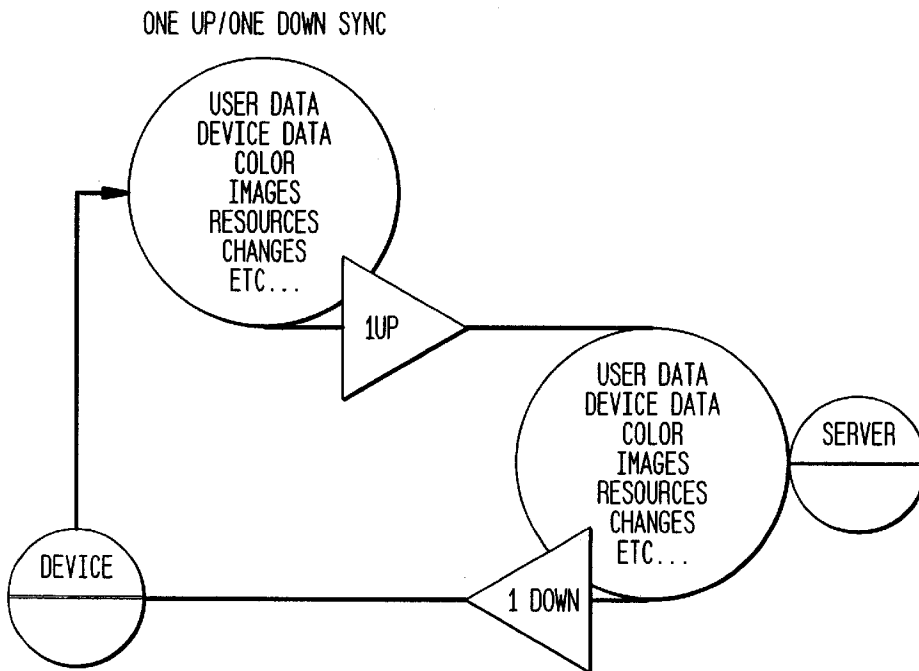 ONE UP/ONE DOWN SYNC
USER DATA
DEVICE DATA
COLOR
IMAGES
RESOURCES
CHANGES
ETC...
1UP
USER DATA
DEVICE DATA
COLOR
IMAGES
RESOURCES
CHANGES
ETC...
SERVER
DEVICE
1 DOWN